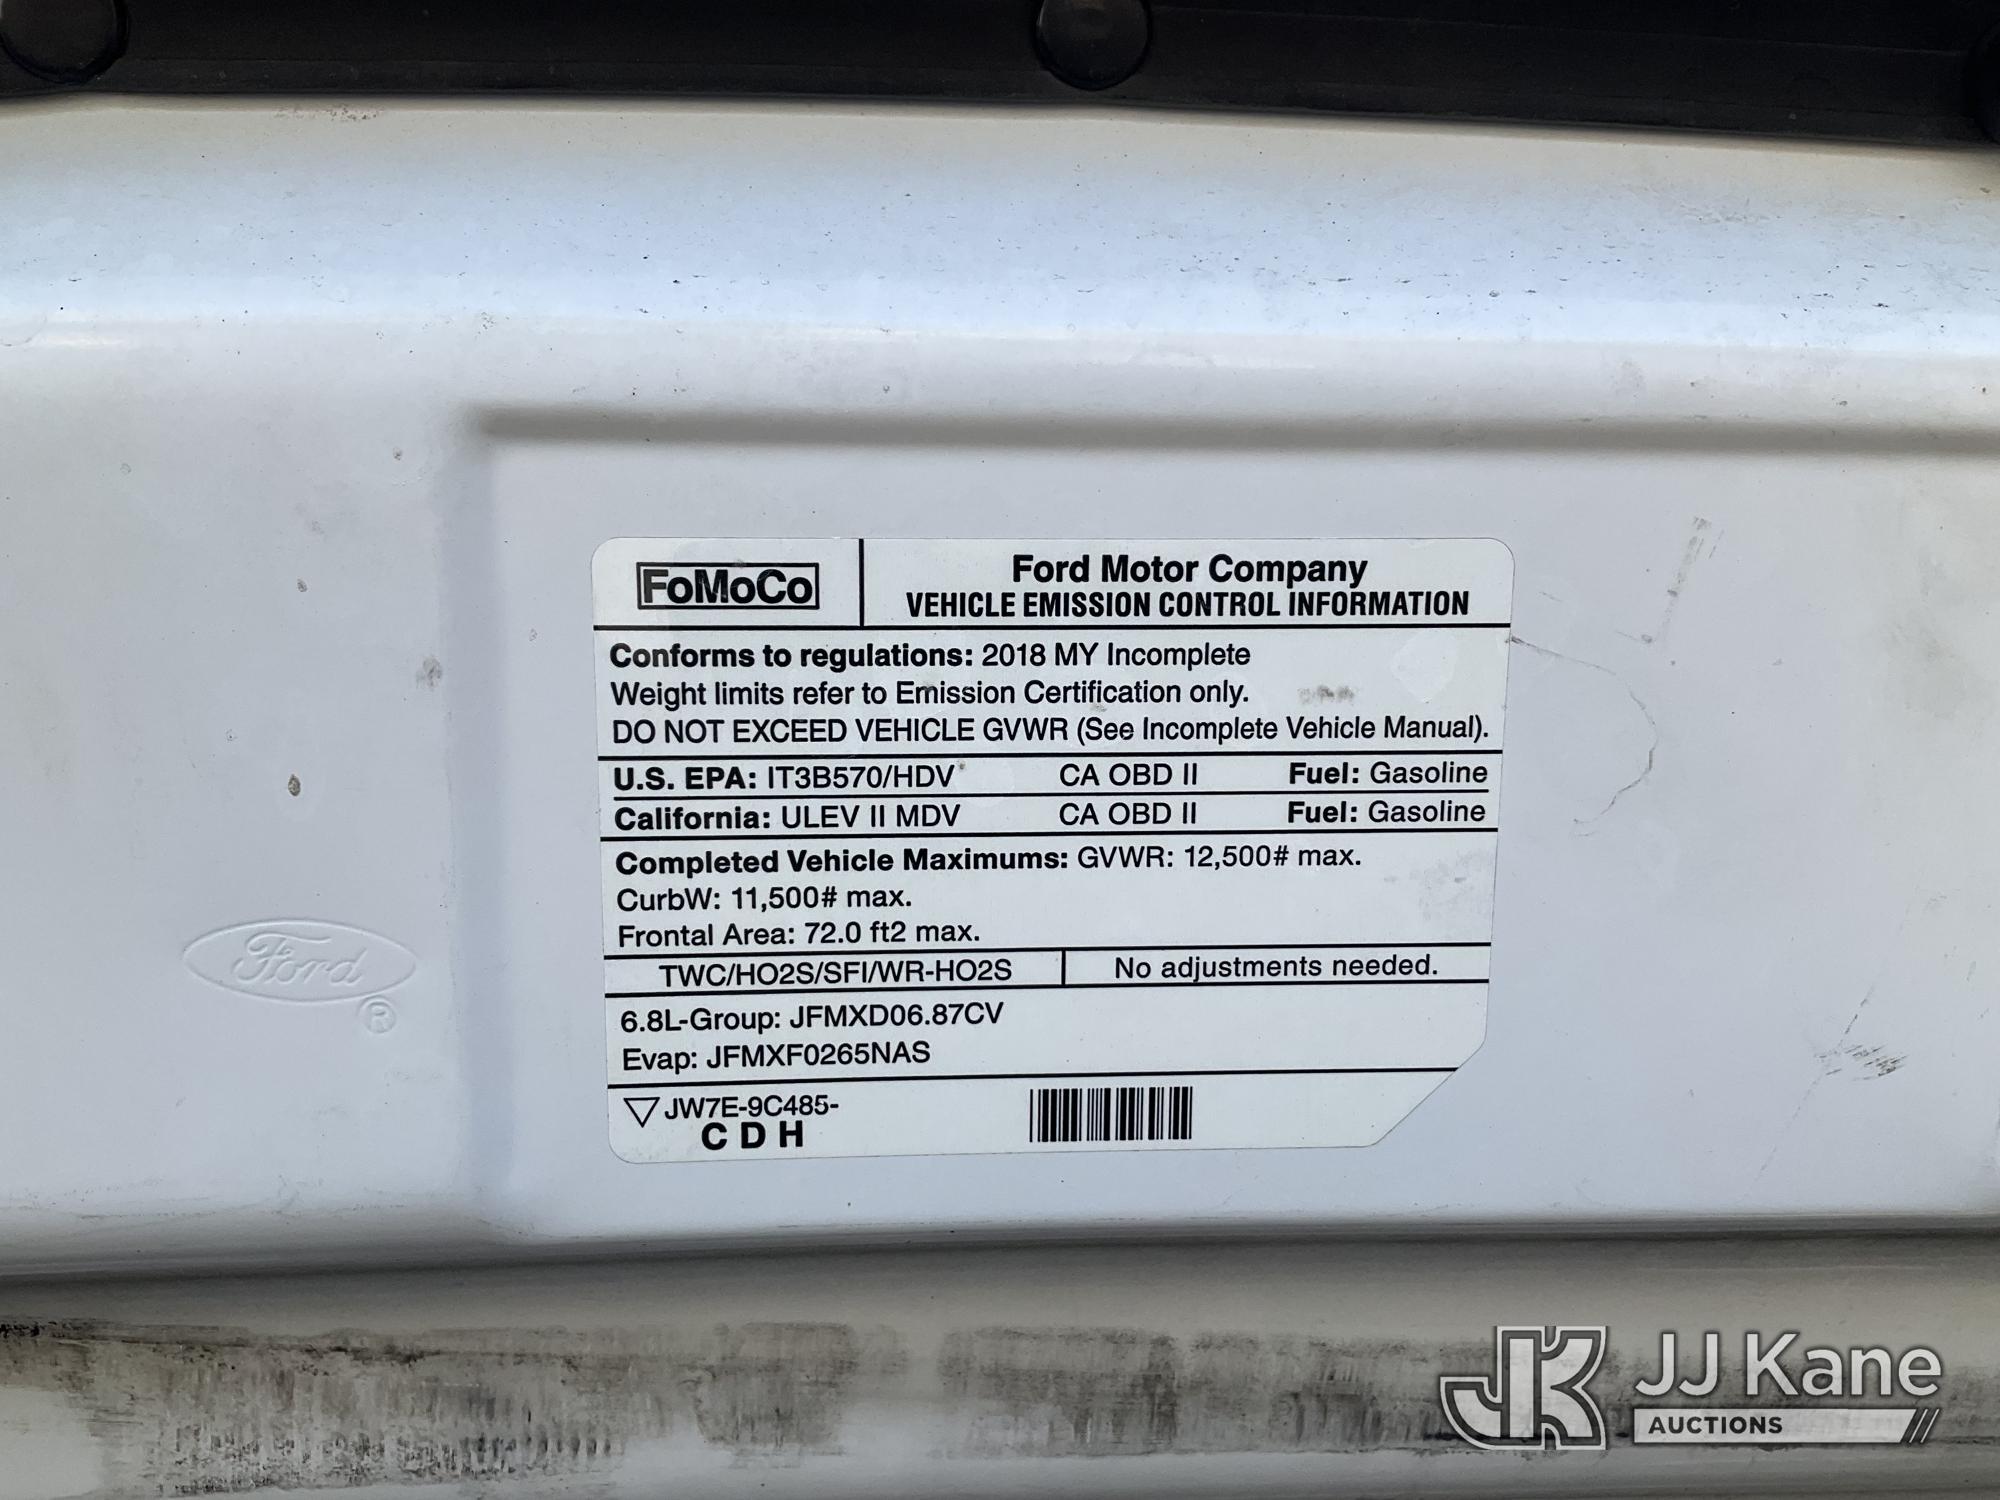 FoMoCo
Ford Motor Company
VEHICLE EMISSION CONTROL INFORMATION
Conforms to regulations: 2018 MY Incomplete
Weight limits refer to Emission Certification only.
DO NOT EXCEED VEHICLE GVWR (See Incomplete Vehicle Manual).
U.S. EPA: IT3B570/HDV CA OBD II Fuel: Gasoline
California: ULEV II MDV CA OBD II Fuel: Gasoline
Completed Vehicle Maximums: GVWR: 12,500# max.
CurbW: 11,500# max.
Frontal Area: 72.0 ft2 max.
TWC/HO2S/SFI/WR-HO2S No adjustments needed.
6.8L-Group: JFMXD06.87CV
Evap: JFMXF0265NAS
JW7E-9C485-
C D H
Ford
®
JK JJ Kane
AUCTIONS